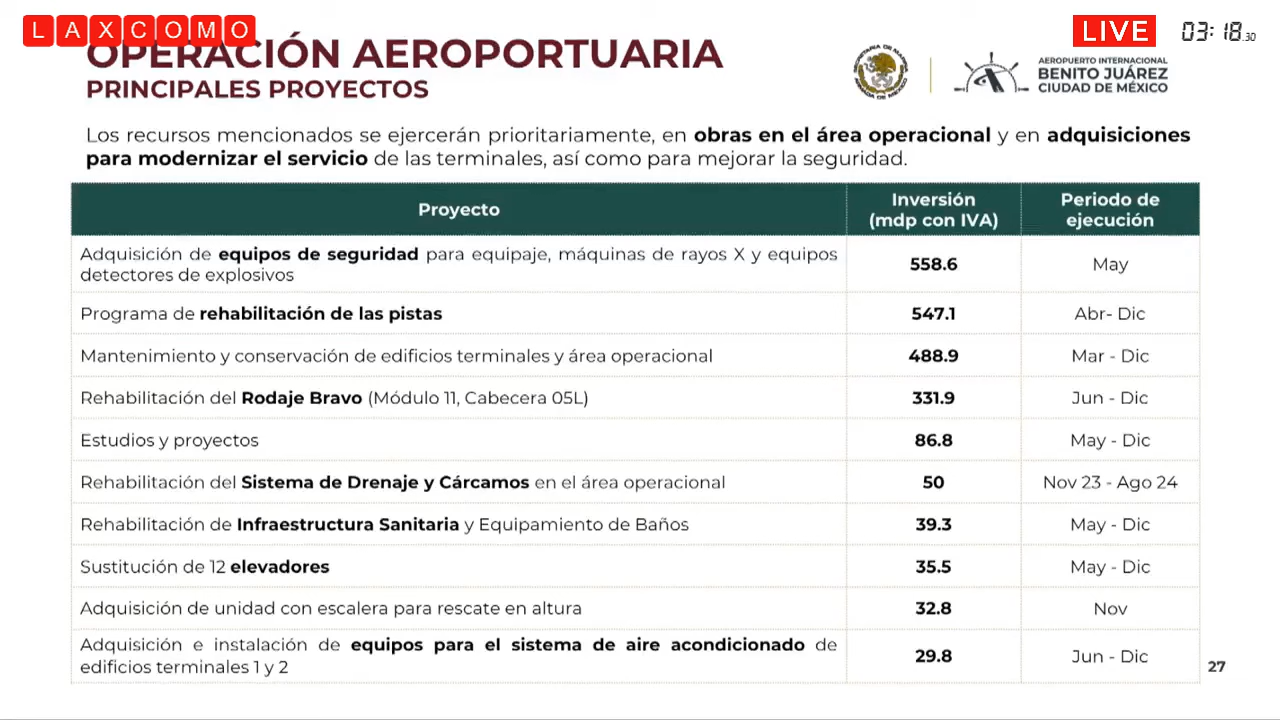 LAXCOMO
LIVE
03:18.30
OPERACIÓN AEROPORTUARIA
PRINCIPALES PROYECTOS
AEROPUERTO INTERNACIONAL
BENITO JUÁREZ
CIUDAD DE MÉXICO
Los recursos mencionados se ejercerán prioritariamente, en obras en el área operacional y en adquisiciones
para modernizar el servicio de las terminales, así como para mejorar la seguridad.
Proyecto
Inversión
(mdp con IVA)
Periodo de
ejecución
Adquisición de equipos de seguridad para equipaje, máquinas de rayos X y equipos
detectores de explosivos
558.6
May
Programa de rehabilitación de las pistas
547.1
Abr- Dic
Mantenimiento y conservación de edificios terminales y área operacional
488.9
Mar - Dic
Rehabilitación del Rodaje Bravo (Módulo 11, Cabecera 05L)
331.9
Jun - Dic
Estudios y proyectos
86.8
May - Dic
Rehabilitación del Sistema de Drenaje y Cárcamos en el área operacional
50
Nov 23 - Ago 24
Rehabilitación de Infraestructura Sanitaria y Equipamiento de Baños
39.3
May - Dic
Sustitución de 12 elevadores
35.5
May - Dic
Adquisición de unidad con escalera para rescate en altura
32.8
Nov
Adquisición e instalación de equipos para el sistema de aire acondicionado de
edificios terminales 1 y 2
29.8
Jun - Dic
27